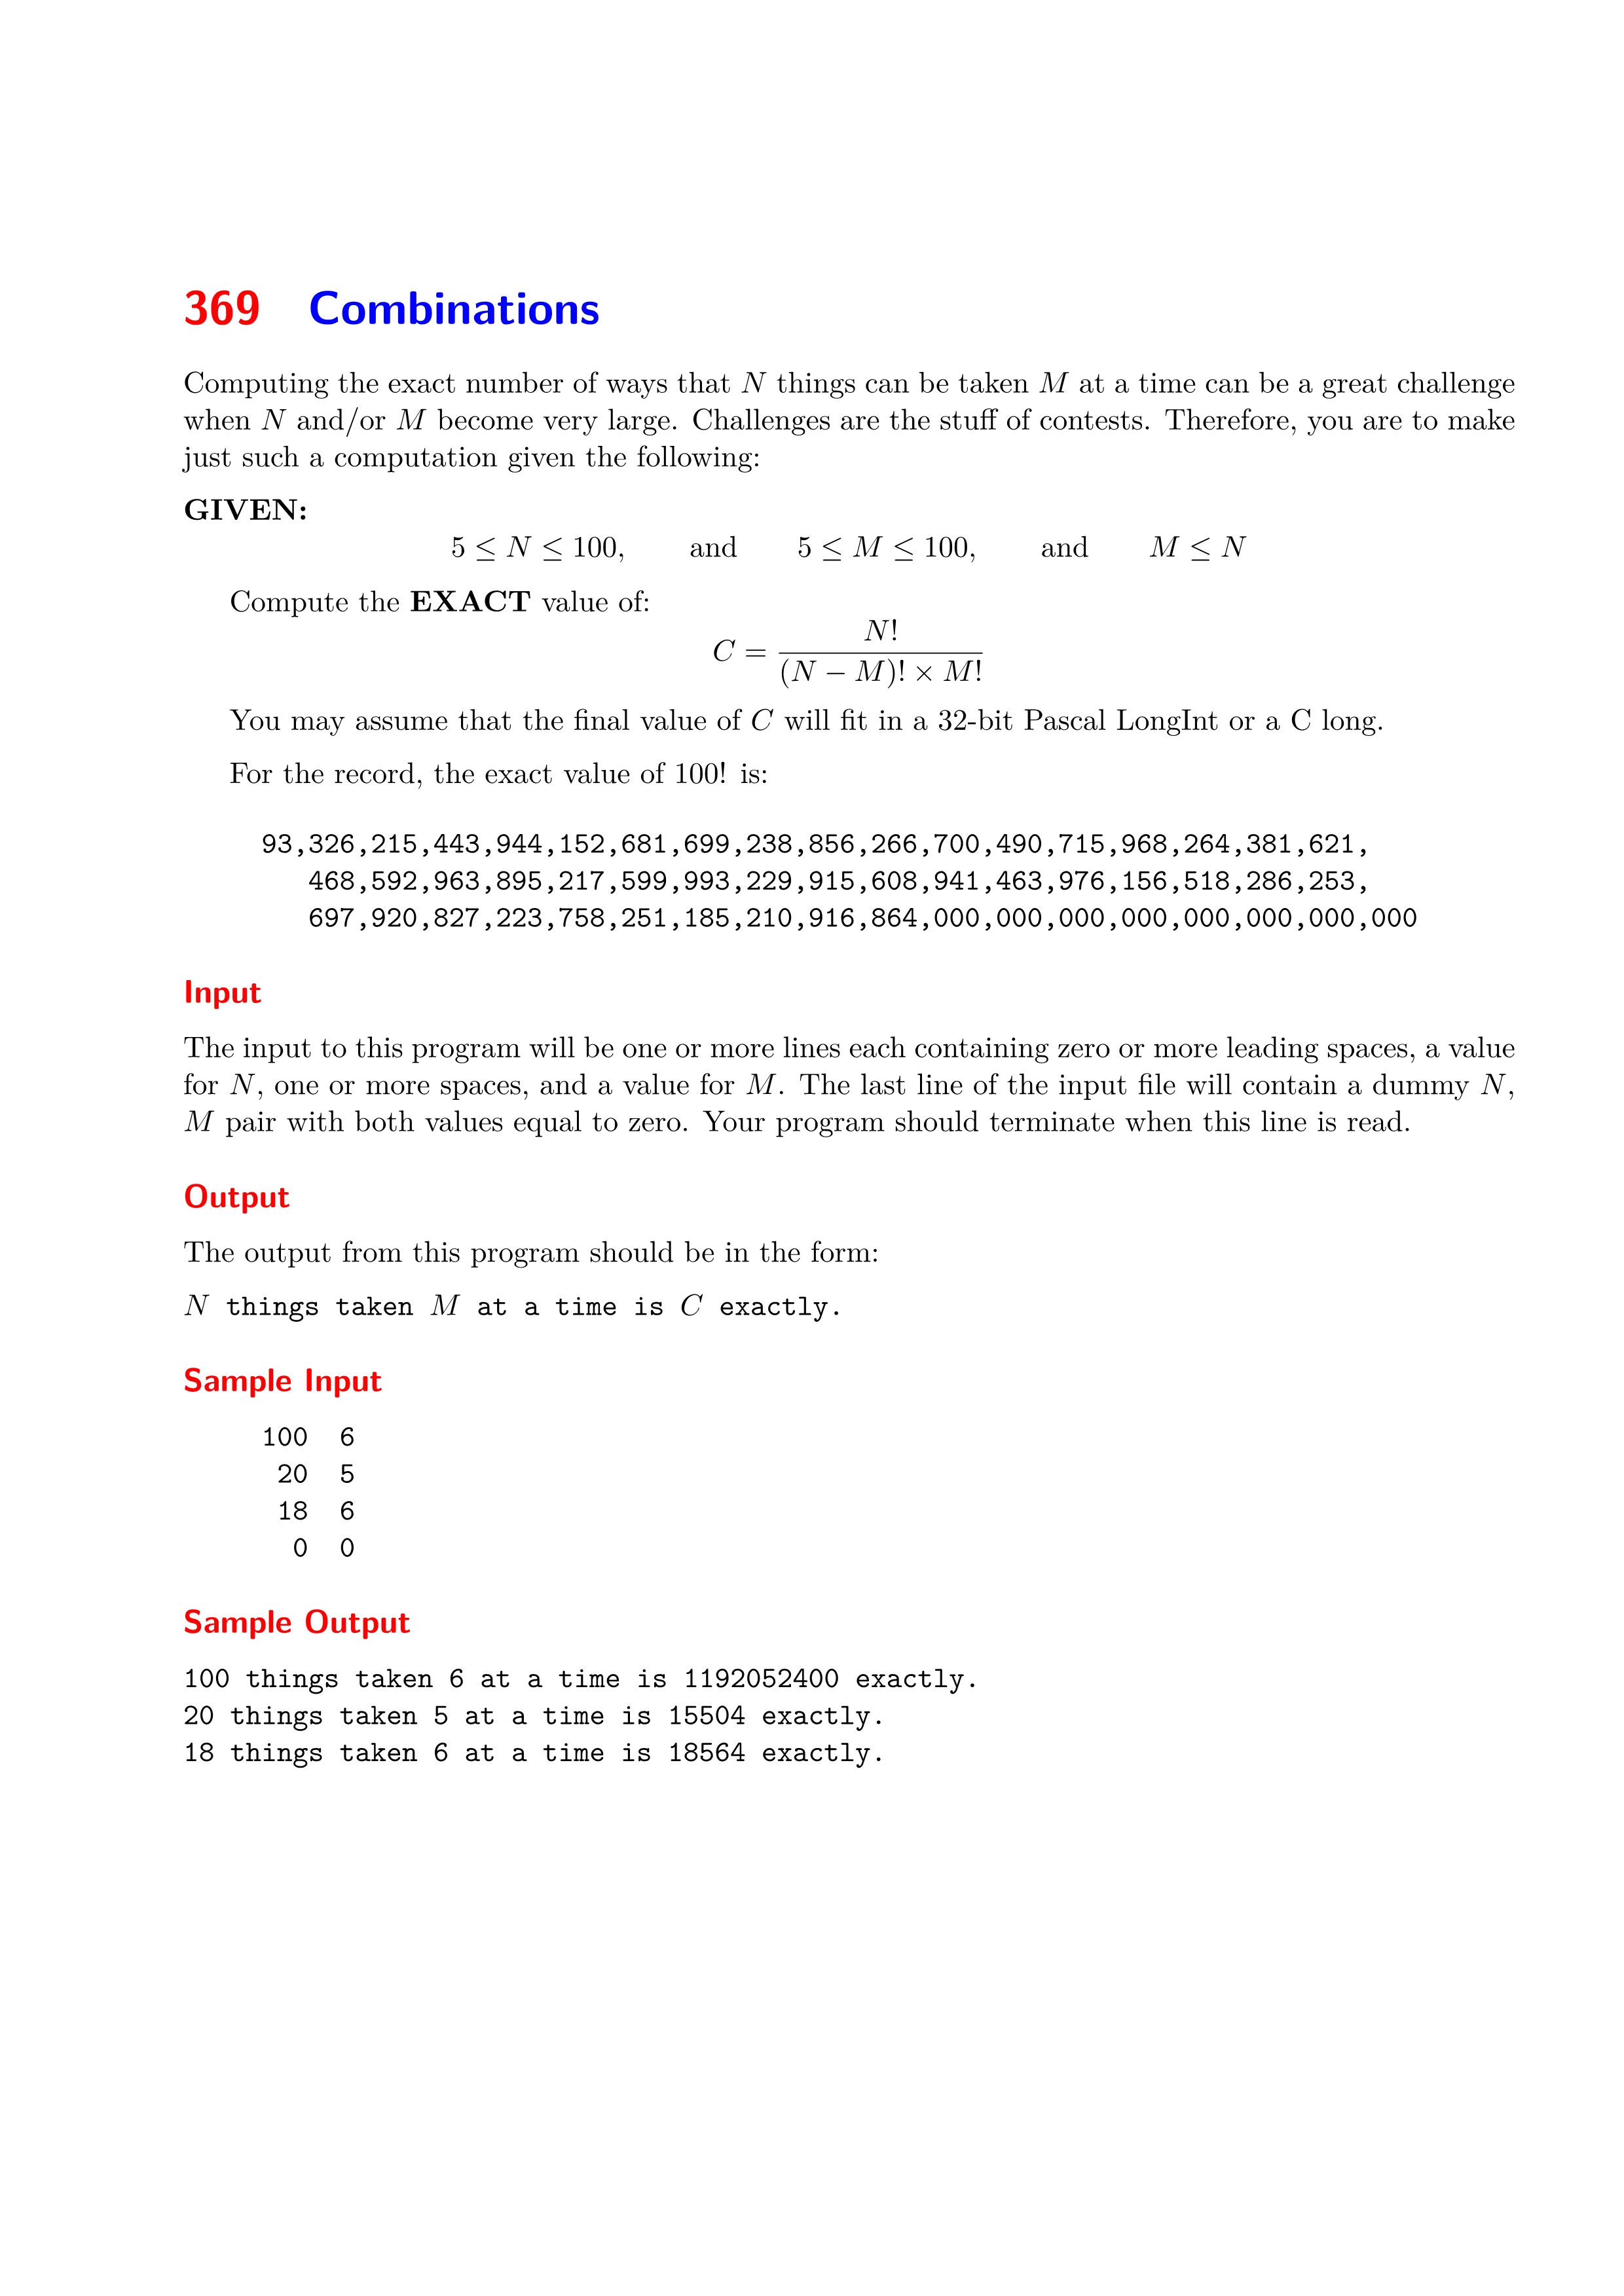 369 Combinations
Computing the exact number of ways that N things can be taken M at a time can be a great challenge
when N and/or M become very large. Challenges are the stuff of contests. Therefore, you are to make
just such a computation given the following:
GIVEN:
5 ≤ N ≤ 100, and 5 ≤ M ≤ 100, and M ≤ N
Compute the EXACT value of:
C = N! / (N − M)! × M!
You may assume that the final value of C will fit in a 32-bit Pascal LongInt or a C long.
For the record, the exact value of 100! is:
93,326,215,443,944,152,681,699,238,856,266,700,490,715,968,264,381,621,
468,592,963,895,217,599,993,229,915,608,941,463,976,156,518,286,253,
697,920,827,223,758,251,185,210,916,864,000,000,000,000,000,000,000,000
Input
The input to this program will be one or more lines each containing zero or more leading spaces, a value
for N, one or more spaces, and a value for M. The last line of the input file will contain a dummy N,
M pair with both values equal to zero. Your program should terminate when this line is read.
Output
The output from this program should be in the form:
N things taken M at a time is C exactly.
Sample Input
100 6
20 5
18 6
0 0
Sample Output
100 things taken 6 at a time is 1192052400 exactly.
20 things taken 5 at a time is 15504 exactly.
18 things taken 6 at a time is 18564 exactly.